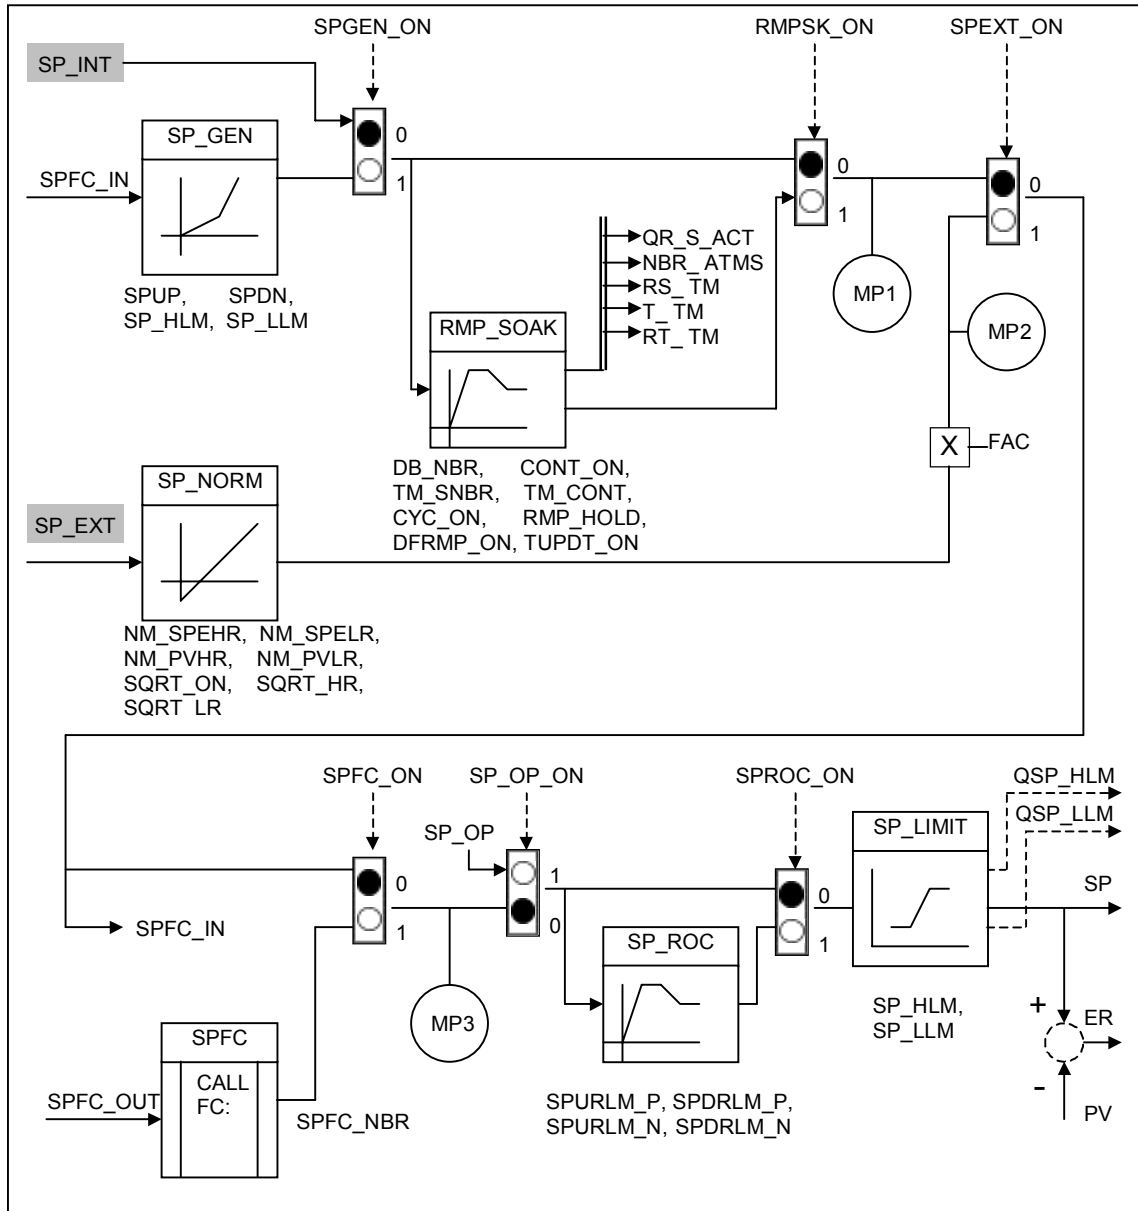 SPGEN_ON
RMPSK_ON
SPEXT_ON
SP_INT
SP_GEN
0
1
SPFC_IN
SPUP, SPDN,
SP_HLM, SP_LLM
0
1
0
1
QR_S_ACT
NBR_ATMS
RS_TM
T_TM
RT_TM
MP1
MP2
RMP_SOAK
X
FAC
DB_NBR, CONT_ON,
TM_SNBR, TM_CONT,
CYC_ON, RMP_HOLD,
DFRMP_ON, TUPDT_ON
SP_NORM
SP_EXT
NM_SPEHR, NM_SPELR,
NM_PVHR, NM_PVLR,
SQRT_ON, SQRT_HR,
SQRT LR
SPFC_ON
SP_OP_ON
SPROC_ON
QSP_HLM
QSP_LLM
SP_OP
SP_LIMIT
0
1
1
0
0
1
SP
SPFC_IN
SP_ROC
MP3
SP_HLM,
SP_LLM
+
ER
-
PV
SPFC
CALL
FC:
SPFC_OUT
SPFC_NBR
SPURLM_P, SPDRLM_P,
SPURLM_N, SPDRLM_N